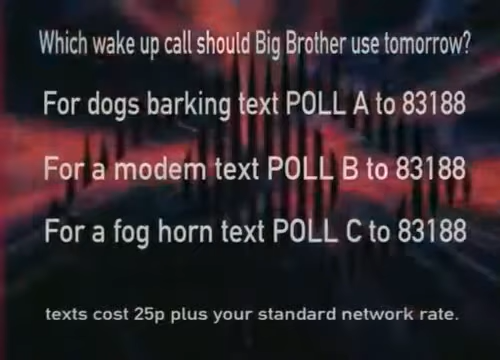 Which wake up call should Big Brother use tomorrow?
For dogs barking text POLL A to 83188
For a modem text POLL B to 83188
For a fog horn text POLL C to 83188
texts cost 25p plus your standard network rate.